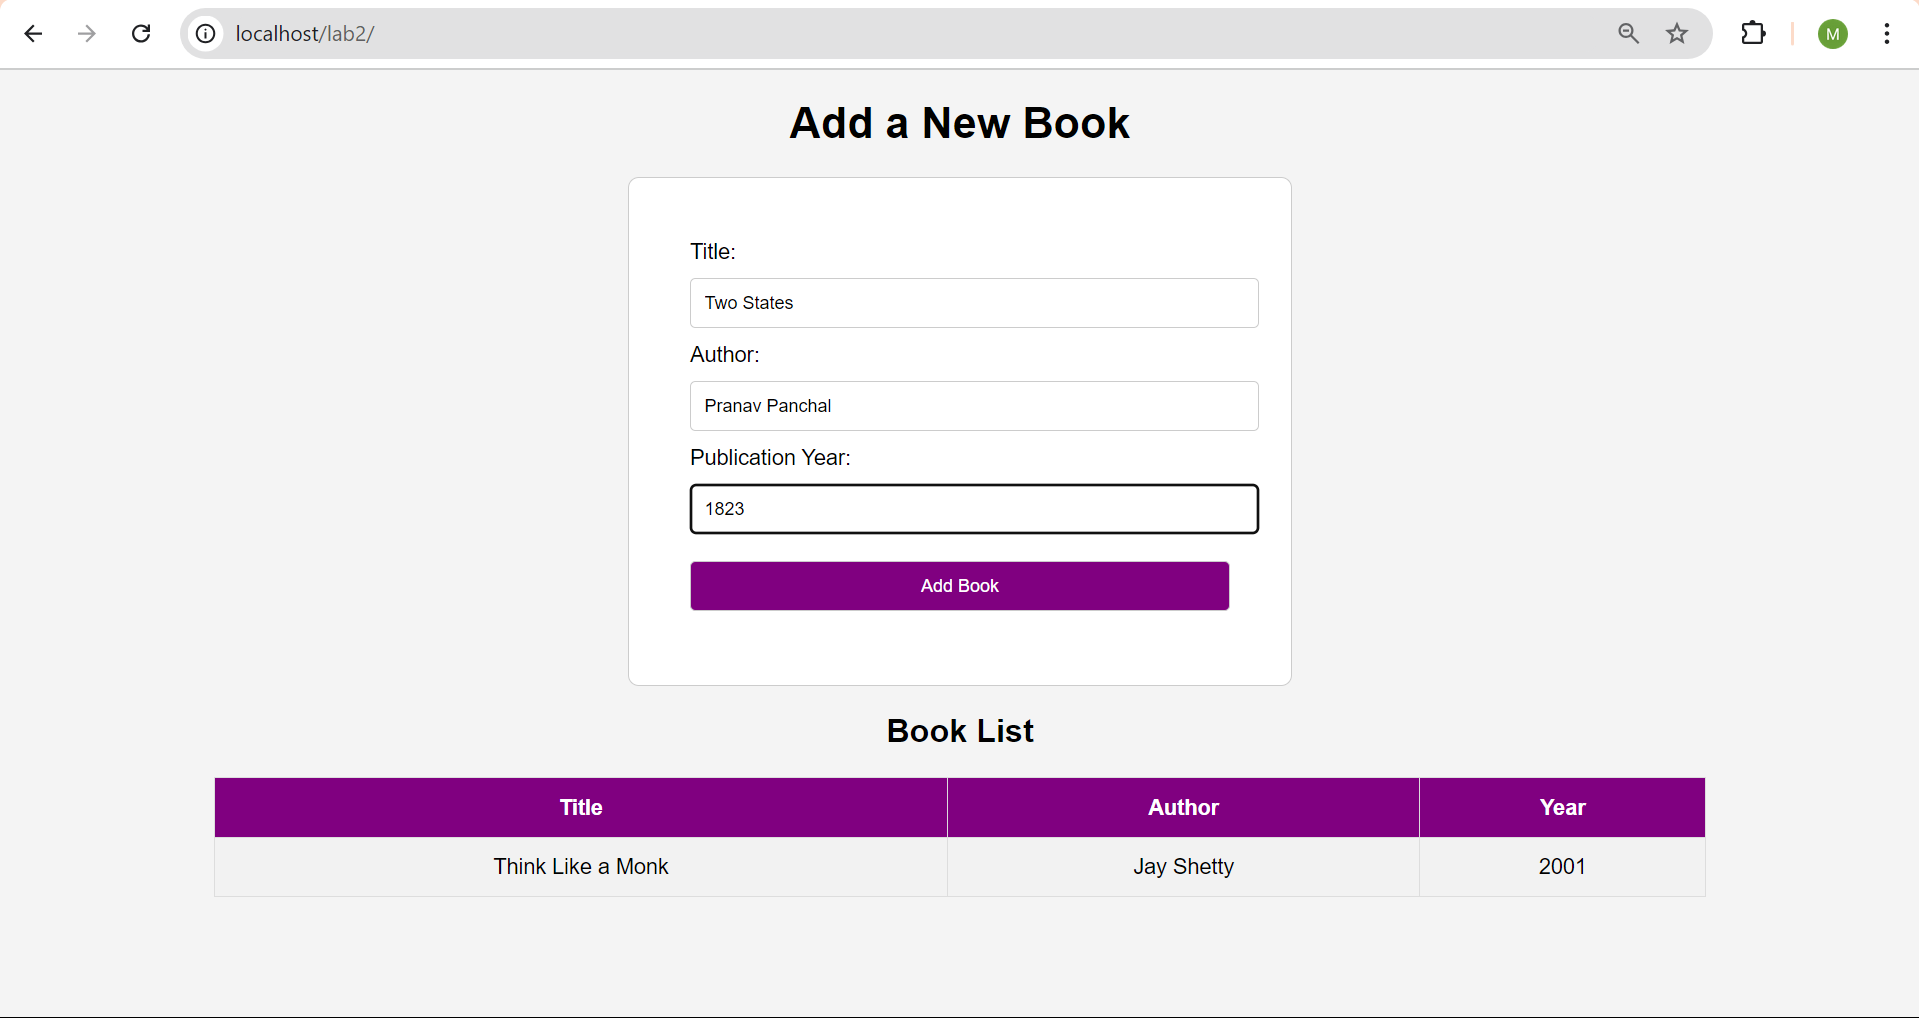 localhost/lab2/
M
Add a New Book
Title:
Two States
Author:
Pranav Panchal
Publication Year:
1823
Add Book
Book List
Title Author Year
Think Like a Monk Jay Shetty 2001